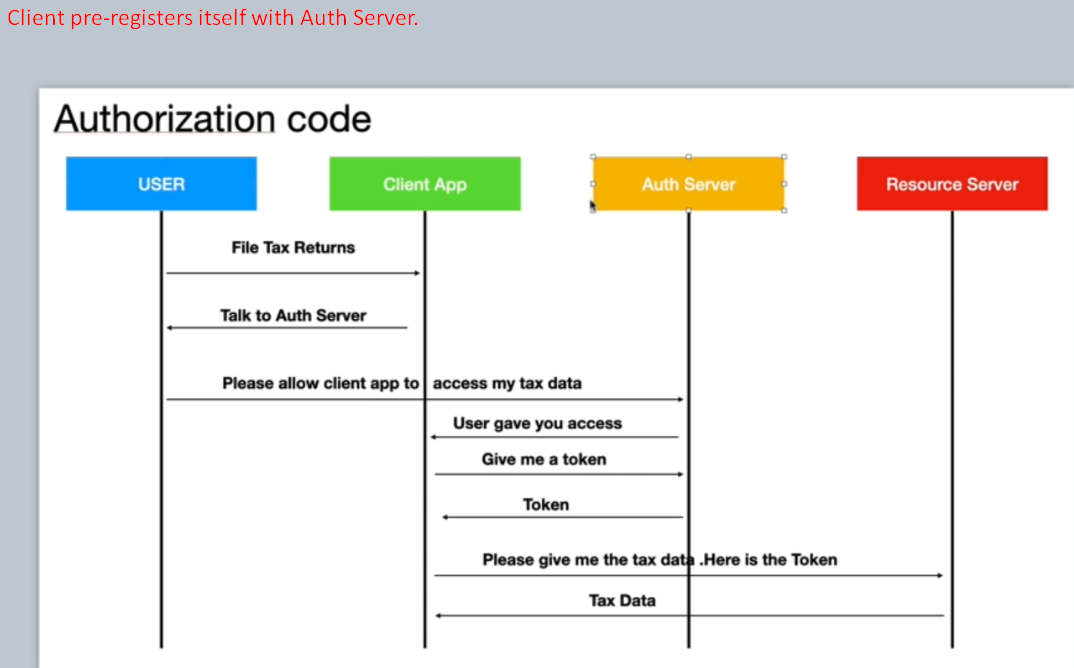 Client pre-registers itself with Auth Server.
Authorization code
USER
Client App
Auth Server
Resource Server
File Tax Returns
Talk to Auth Server
Please allow client app to access my tax data
User gave you access
Give me a token
Token
Please give me the tax data .Here is the Token
Tax Data